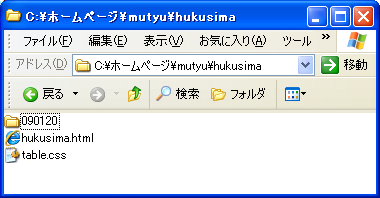 C:¥ホームページ¥mutyu¥hukusima
ファイル(F) 編集(E) 表示(V) お気に入り(A) ツール »
アドレス(D) C:¥ホームページ¥mutyu¥hukusima 移動
戻る 検索 フォルダ
090120
hukusima.html
table.css